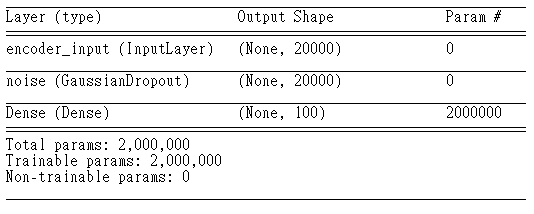 Layer (type) Output Shape Param #
encoder_input (InputLayer) (None, 20000) 0
noise (GaussianDropout) (None, 20000) 0
Dense (Dense) (None, 100) 2000000
Total params: 2,000,000
Trainable params: 2,000,000
Non-trainable params: 0